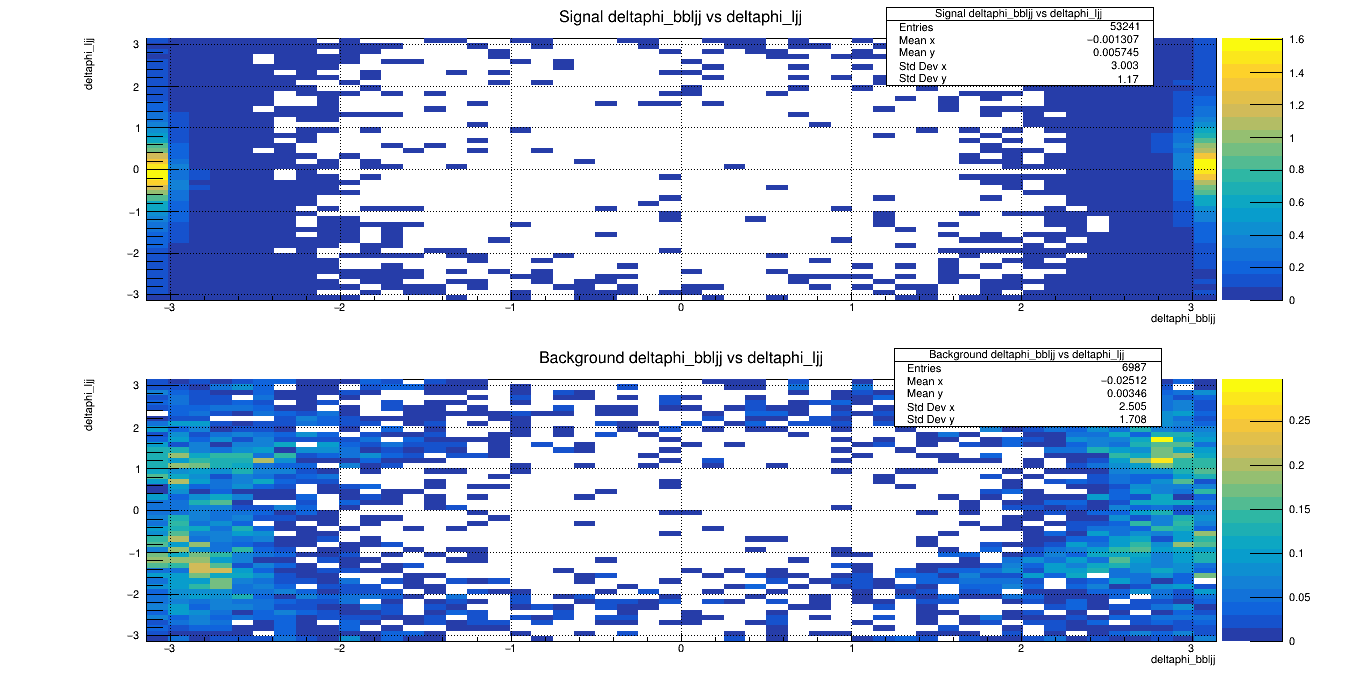 Signal deltaphi_bbljj vs deltaphi_ljj
Signal deltaphi_bbljj vs deltaphi_ljj
Entries 53241
Mean x −0.001307
Mean y 0.005745
Std Dev x 3.003
Std Dev y 1.17
deltaphi_ljj
3
2
1
0
−1
−2
−3
−3 −2 −1 0 1 2 3
deltaphi_bbljj
1.6
1.4
1.2
1
0.8
0.6
0.4
0.2
0
Background deltaphi_bbljj vs deltaphi_ljj
Background deltaphi_bbljj vs deltaphi_ljj
Entries 6987
Mean x −0.02512
Mean y 0.00346
Std Dev x 2.505
Std Dev y 1.708
deltaphi_ljj
3
2
1
0
−1
−2
−3
−3 −2 −1 0 1 2 3
deltaphi_bbljj
0.25
0.2
0.15
0.1
0.05
0